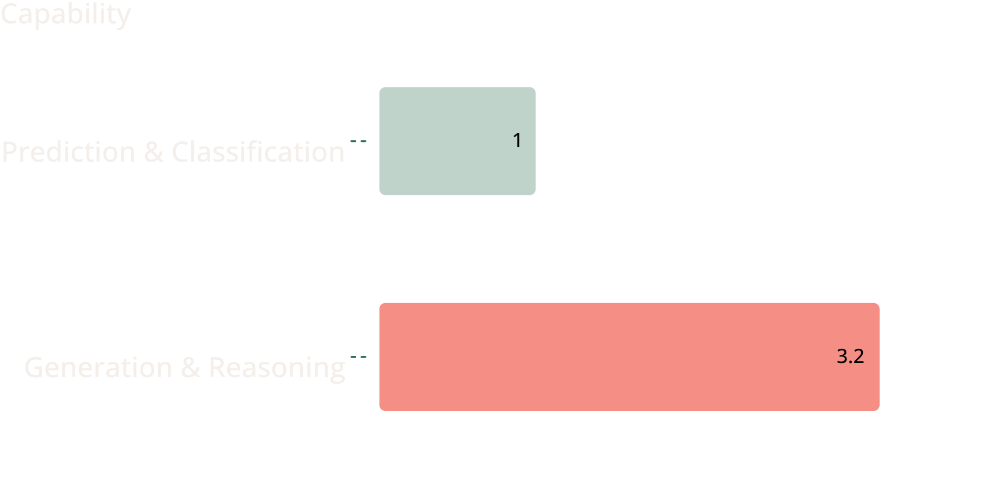 Capability
Prediction & Classification
1
Generation & Reasoning
3.2